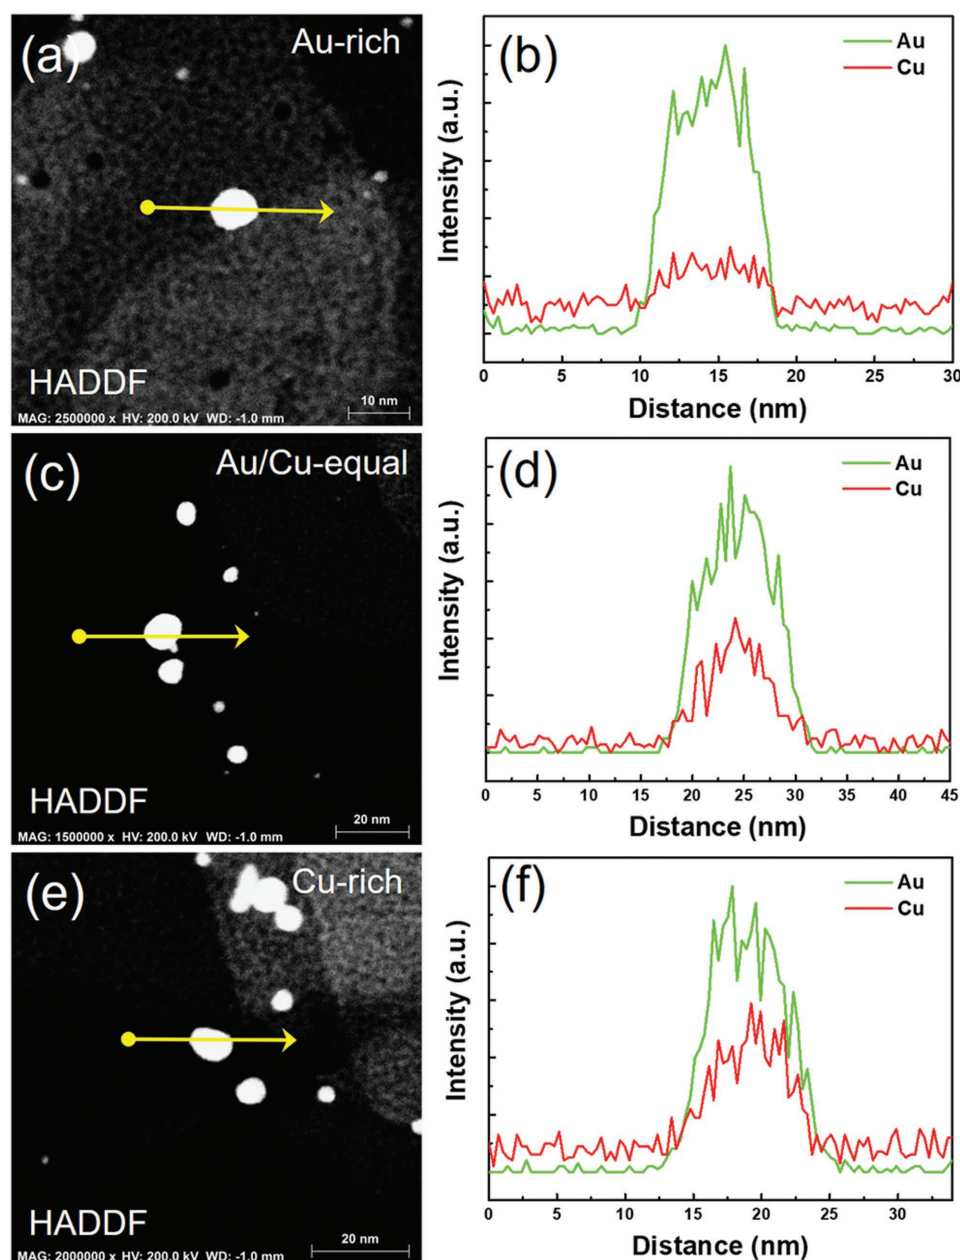 (a)
Au-rich
HADDF
10 nm
MAG: 2500000 x HV: 200.0 kV WD: -1.0 mm
(b)
Au
Cu
Intensity (a.u.)
0 5 10 15 20 25 30
Distance (nm)
(c)
Au/Cu-equal
HADDF
20 nm
MAG: 1500000 x HV: 200.0 kV WD: -1.0 mm
(d)
Au
Cu
Intensity (a.u.)
0 5 10 15 20 25 30 35 40 45
Distance (nm)
(e)
Cu-rich
HADDF
20 nm
MAG: 2000000 x HV: 200.0 kV WD: -1.0 mm
(f)
Au
Cu
Intensity (a.u.)
0 5 10 15 20 25 30
Distance (nm)